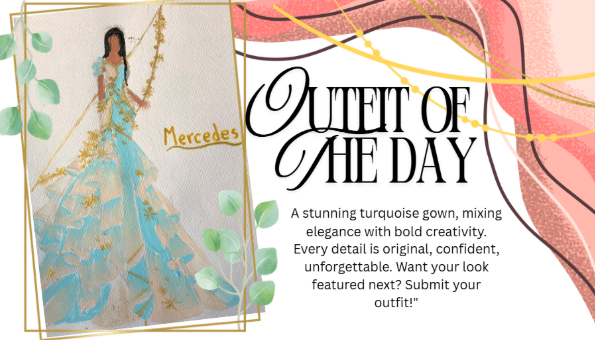 Mercedes
OUTFIT OF
THE DAY
A stunning turquoise gown, mixing
elegance with bold creativity.
Every detail is original, confident,
unforgettable. Want your look
featured next? Submit your
outfit!"